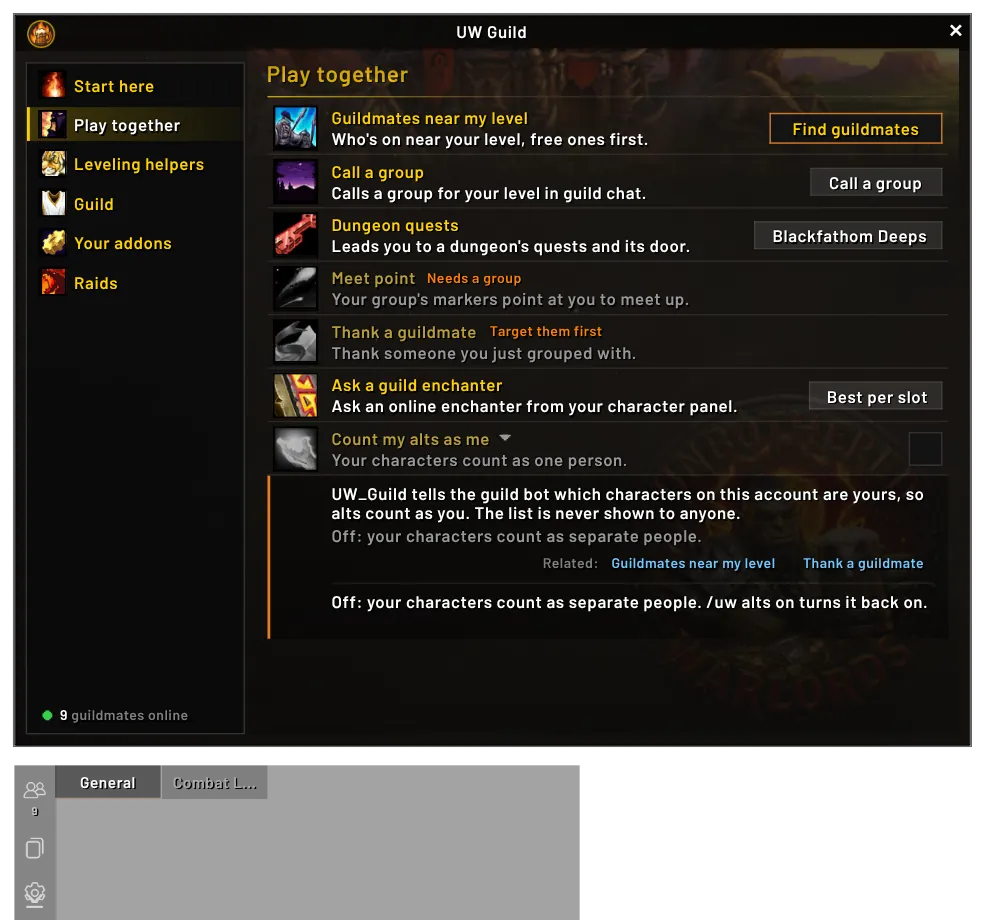 UW Guild
Start here
Play together
Leveling helpers
Guild
Your addons
Raids
9 guildmates online
Play together
Guildmates near my level
Who's on near your level, free ones first.
Find guildmates
Call a group
Calls a group for your level in guild chat.
Call a group
Dungeon quests
Leads you to a dungeon's quests and its door.
Blackfathom Deeps
Meet point Needs a group
Your group's markers point at you to meet up.
Thank a guildmate Target them first
Thank someone you just grouped with.
Ask a guild enchanter
Ask an online enchanter from your character panel.
Best per slot
Count my alts as me
Your characters count as one person.
UW_Guild tells the guild bot which characters on this account are yours, so
alts count as you. The list is never shown to anyone.
Off: your characters count as separate people.
Related: Guildmates near my level Thank a guildmate
Off: your characters count as separate people. /uw alts on turns it back on.
WARLORDS
9
General
Combat L...